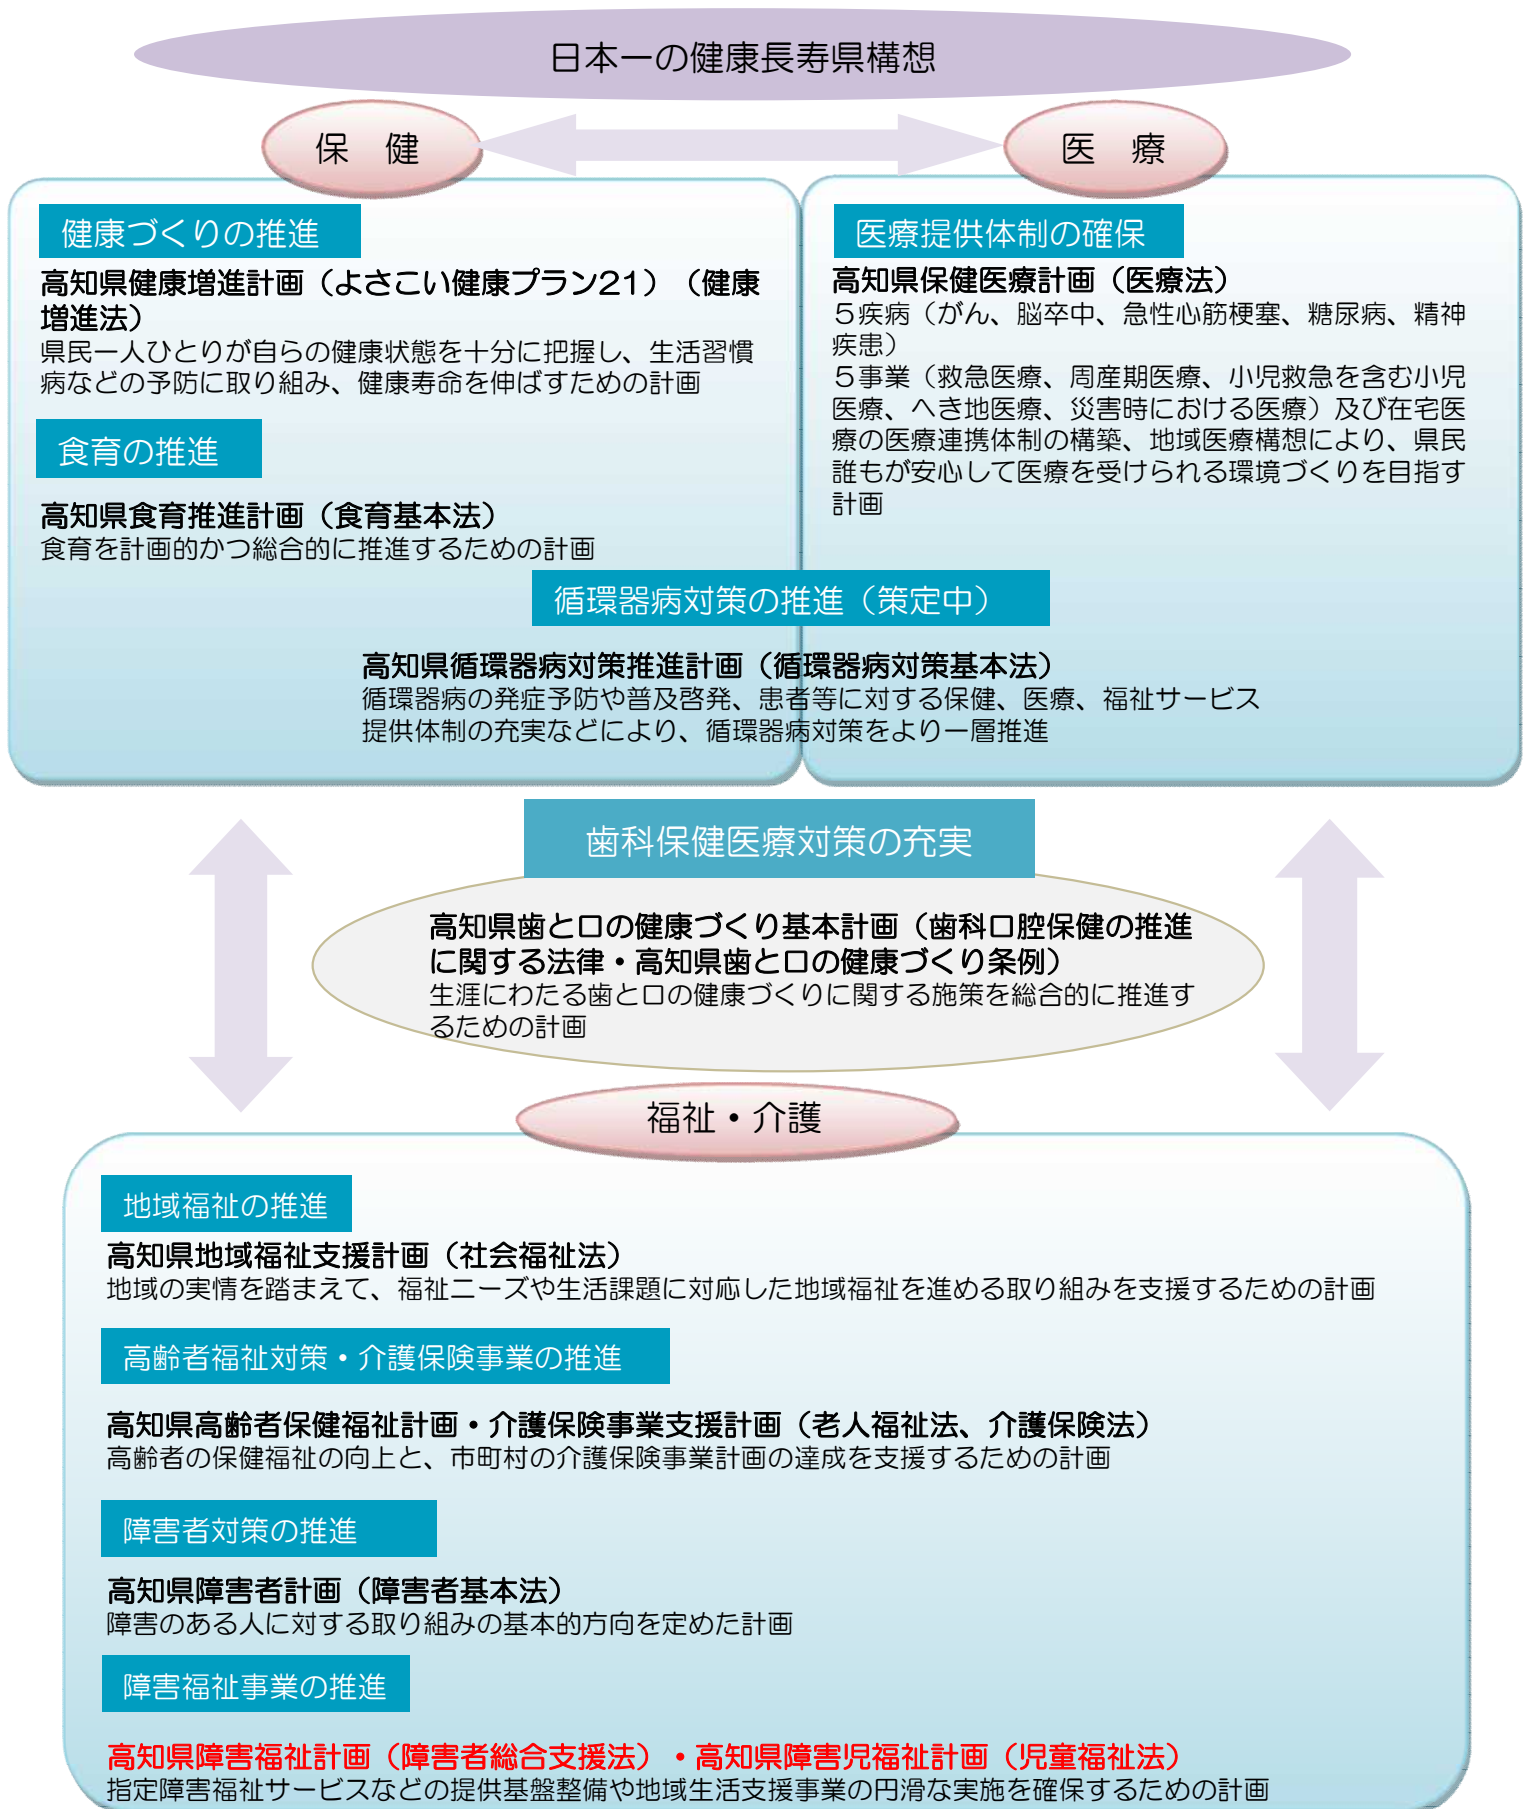 日本一の健康長寿県構想
保　健
医　療
健康づくりの推進
高知県健康増進計画（よさこい健康プラン21）（健康
増進法）
県民一人ひとりが自らの健康状態を十分に把握し、生活習慣
病などの予防に取り組み、健康寿命を伸ばすための計画
食育の推進
高知県食育推進計画（食育基本法）
食育を計画的かつ総合的に推進するための計画
医療提供体制の確保
高知県保健医療計画（医療法）
５疾病（がん、脳卒中、急性心筋梗塞、糖尿病、精神
疾患）
５事業（救急医療、周産期医療、小児救急を含む小児
医療、へき地医療、災害時における医療）及び在宅医
療の医療連携体制の構築、地域医療構想により、県民
誰もが安心して医療を受けられる環境づくりを目指す
計画
循環器病対策の推進（策定中）
高知県循環器病対策推進計画（循環器病対策基本法）
循環器病の発症予防や普及啓発、患者等に対する保健、医療、福祉サービス
提供体制の充実などにより、循環器病対策をより一層推進
歯科保健医療対策の充実
高知県歯と口の健康づくり基本計画（歯科口腔保健の推進
に関する法律・高知県歯と口の健康づくり条例）
生涯にわたる歯と口の健康づくりに関する施策を総合的に推進す
るための計画
福祉・介護
地域福祉の推進
高知県地域福祉支援計画（社会福祉法）
地域の実情を踏まえて、福祉ニーズや生活課題に対応した地域福祉を進める取り組みを支援するための計画
高齢者福祉対策・介護保険事業の推進
高知県高齢者保健福祉計画・介護保険事業支援計画（老人福祉法、介護保険法）
高齢者の保健福祉の向上と、市町村の介護保険事業計画の達成を支援するための計画
障害者対策の推進
高知県障害者計画（障害者基本法）
障害のある人に対する取り組みの基本的方向を定めた計画
障害福祉事業の推進
高知県障害福祉計画（障害者総合支援法）・高知県障害児福祉計画（児童福祉法）
指定障害福祉サービスなどの提供基盤整備や地域生活支援事業の円滑な実施を確保するための計画